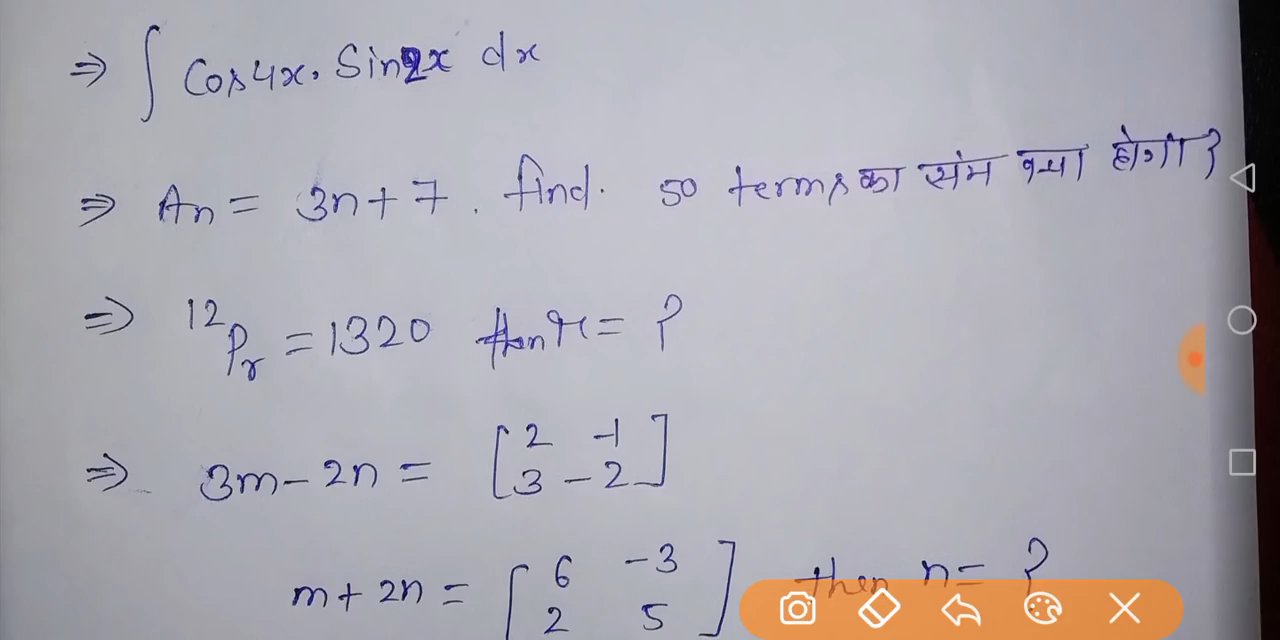 ⇒ ∫ Cos4x. Sin2x dx
⇒ An = 3n+7. find. 50 terms का संम क्या होगा?
⇒ ¹²Pr = 1320 then r = ?
⇒ 3m - 2n = [2 -1
3 -2]
m + 2n = [6 -3
2 5] then n = ?